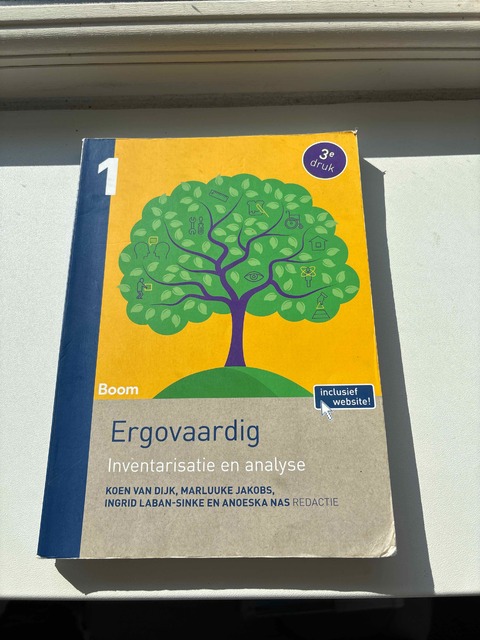 1
3e
druk
Boom
inclusief
website!
Ergovaardig
Inventarisatie en analyse
KOEN VAN DIJK, MARLUUKE JAKOBS,
INGRID LABAN-SINKE EN ANOESKA NAS REDACTIE